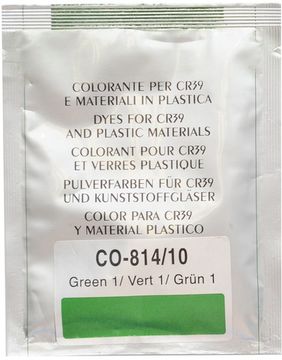 COLORANTE PER CR39
E MATERIALI IN PLASTICA
DYES FOR CR39
AND PLASTIC MATERIALS
COLORANT POUR CR39
ET VERRES PLASTIQUE
PULVERFARBEN FÜR CR39
UND KUNSTSTOFFGLÄSER
COLOR PARA CR39
Y MATERIAL PLASTICO
CO-814/10
Green 1/ Vert 1/ Grün 1